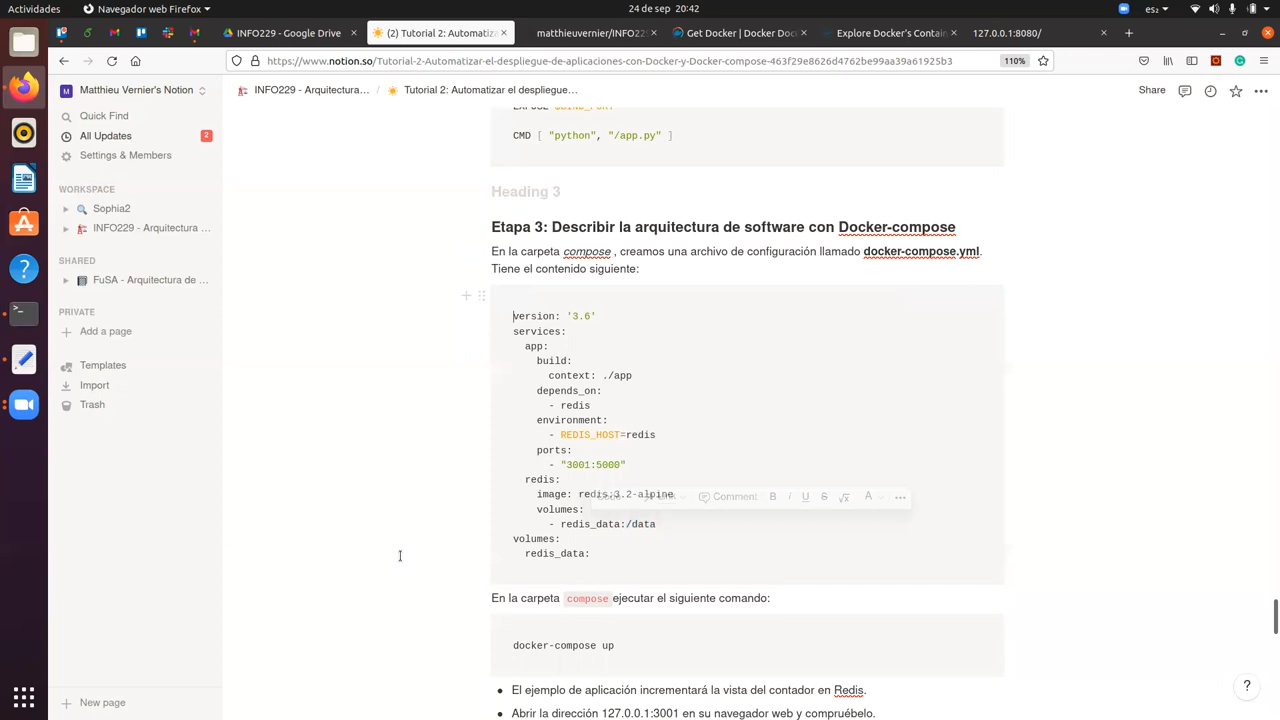 Actividades
Navegador web Firefox
24 de sep 20:42
es₂
INFO229 - Google Drive
(2) Tutorial 2: Automatiz
matthieuvernier/INFO22
Get Docker | Docker Doc
Explore Docker's Contain
127.0.0.1:8080/
https://www.notion.so/Tutorial-2-Automatizar-el-despliegue-de-aplicaciones-con-Docker-y-Docker-compose-463f29e8626d4762be99aa39a61925b3
110%
M Matthieu Vernier's Notion
INFO229 - Arquitectura... / Tutorial 2: Automatizar el despliegue...
Share
Quick Find
All Updates 2
Settings & Members
WORKSPACE
Sophia2
INFO229 - Arquitectura ...
SHARED
FuSA - Arquitectura de ...
PRIVATE
Add a page
Templates
Import
Trash
New page
EXPOSE $BIND_PORT
CMD [ "python", "/app.py" ]
Heading 3
Etapa 3: Describir la arquitectura de software con Docker-compose
En la carpeta compose , creamos una archivo de configuración llamado docker-compose.yml.
Tiene el contenido siguiente:
version: '3.6'
services:
app:
build:
context: ./app
depends_on:
- redis
environment:
- REDIS_HOST=redis
ports:
- "3001:5000"
redis:
image: redis:3.2-alpine
Comment B i U S √x A
volumes:
- redis_data:/data
volumes:
redis_data:
En la carpeta compose ejecutar el siguiente comando:
docker-compose up
• El ejemplo de aplicación incrementará la vista del contador en Redis.
• Abrir la dirección 127.0.0.1:3001 en su navegador web y compruébelo.
?